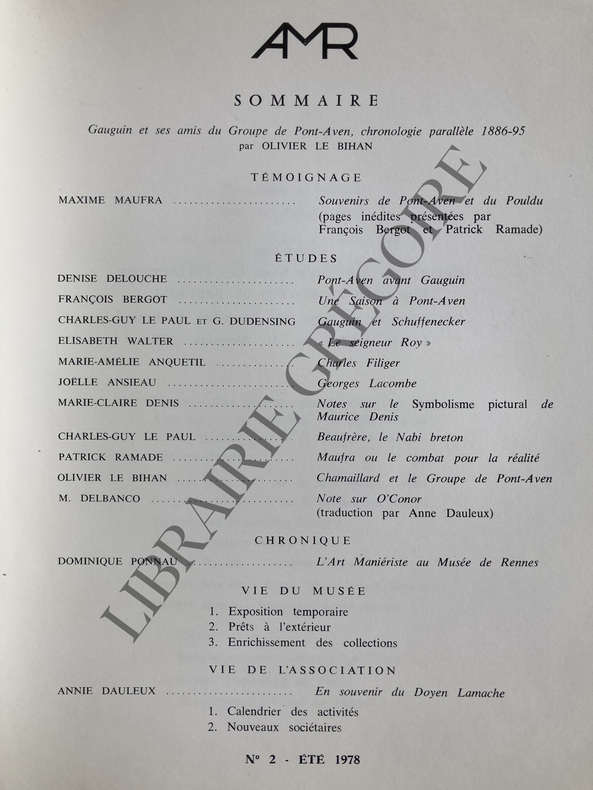 AMR
SOMMAIRE
Gauguin et ses amis du Groupe de Pont-Aven, chronologie parallèle 1886-95
par OLIVIER LE BIHAN
TÉMOIGNAGE
MAXIME MAUFRA ....................... Souvenirs de Pont-Aven et du Pouldu
(pages inédites présentées par
François Bergot et Patrick Ramade)
ÉTUDES
DENISE DELOUCHE ..................... Pont-Aven avant Gauguin
FRANÇOIS BERGOT ..................... Une Saison à Pont-Aven
CHARLES-GUY LE PAUL ET G. DUDENSING Gauguin et Schuffenecker
ELISABETH WALTER .................... « Le seigneur Roy »
MARIE-AMÉLIE ANQUETIL .............. Charles Filiger
JOËLLE ANSIEAU ....................... Georges Lacombe
MARIE-CLAIRE DENIS ................... Notes sur le Symbolisme pictural de
Maurice Denis
CHARLES-GUY LE PAUL ................ Beaufrère, le Nabi breton
PATRICK RAMADE ...................... Maufra ou le combat pour la réalité
OLIVIER LE BIHAN ..................... Chamaillard et le Groupe de Pont-Aven
M. DELBANCO .......................... Note sur O'Conor
(traduction par Anne Dauleux)
CHRONIQUE
DOMINIQUE PONNAU ................... L'Art Maniériste au Musée de Rennes
VIE DU MUSÉE
1. Exposition temporaire
2. Prêts à l'extérieur
3. Enrichissement des collections
VIE DE L'ASSOCIATION
ANNIE DAULEUX ....................... En souvenir du Doyen Lamache
1. Calendrier des activités
2. Nouveaux sociétaires
N° 2 - ÉTÉ 1978
LIBRAIRIE GRÉGOIRE